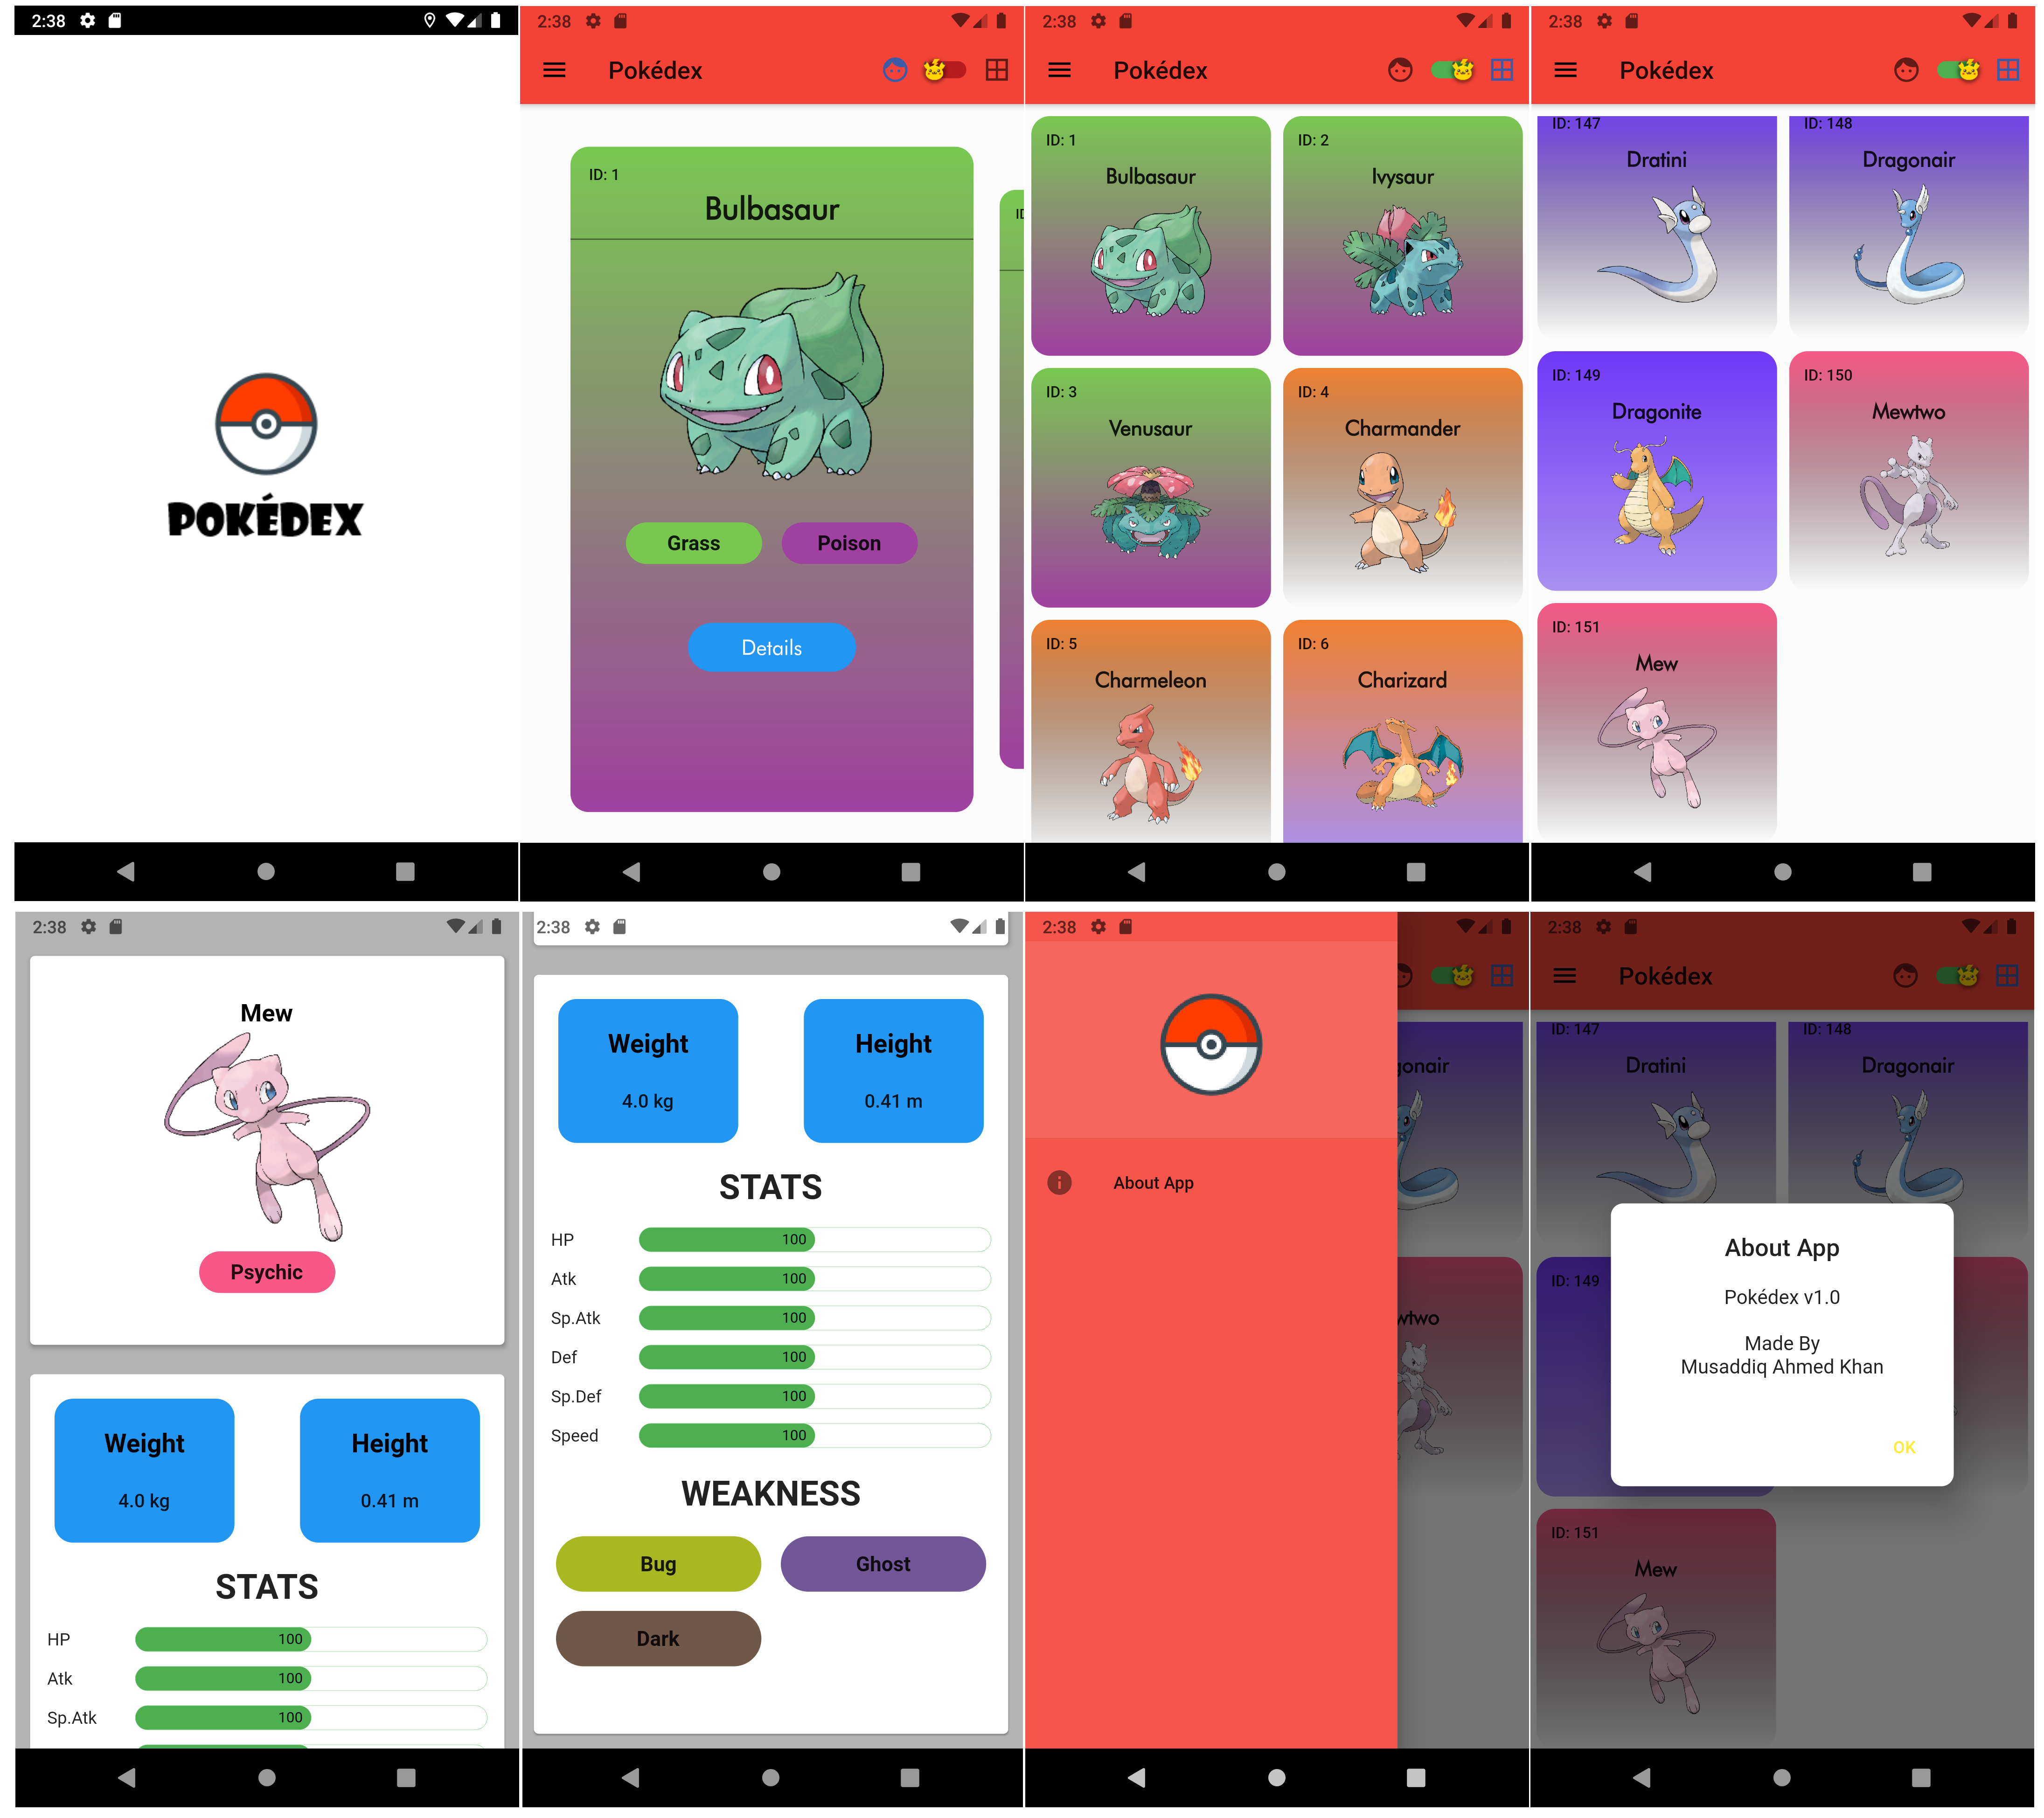 2:38
POKÉDEX
2:38
Pokédex
ID: 1
Bulbasaur
Grass
Poison
Details
2:38
Pokédex
ID: 1
Bulbasaur
ID: 2
Ivysaur
ID: 3
Venusaur
ID: 4
Charmander
ID: 5
Charmeleon
ID: 6
Charizard
2:38
Pokédex
ID: 147
Dratini
ID: 148
Dragonair
ID: 149
Dragonite
ID: 150
Mewtwo
ID: 151
Mew
2:38
Mew
Psychic
Weight
4.0 kg
Height
0.41 m
STATS
HP 100
Atk 100
Sp.Atk 100
2:38
Weight
4.0 kg
Height
0.41 m
STATS
HP 100
Atk 100
Sp.Atk 100
Def 100
Sp.Def 100
Speed 100
WEAKNESS
Bug
Ghost
Dark
2:38
About App
gonair
wtwo
2:38
Pokédex
ID: 147
Dratini
ID: 148
Dragonair
ID: 149
About App
Pokédex v1.0
Made By
Musaddiq Ahmed Khan
OK
ID: 151
Mew